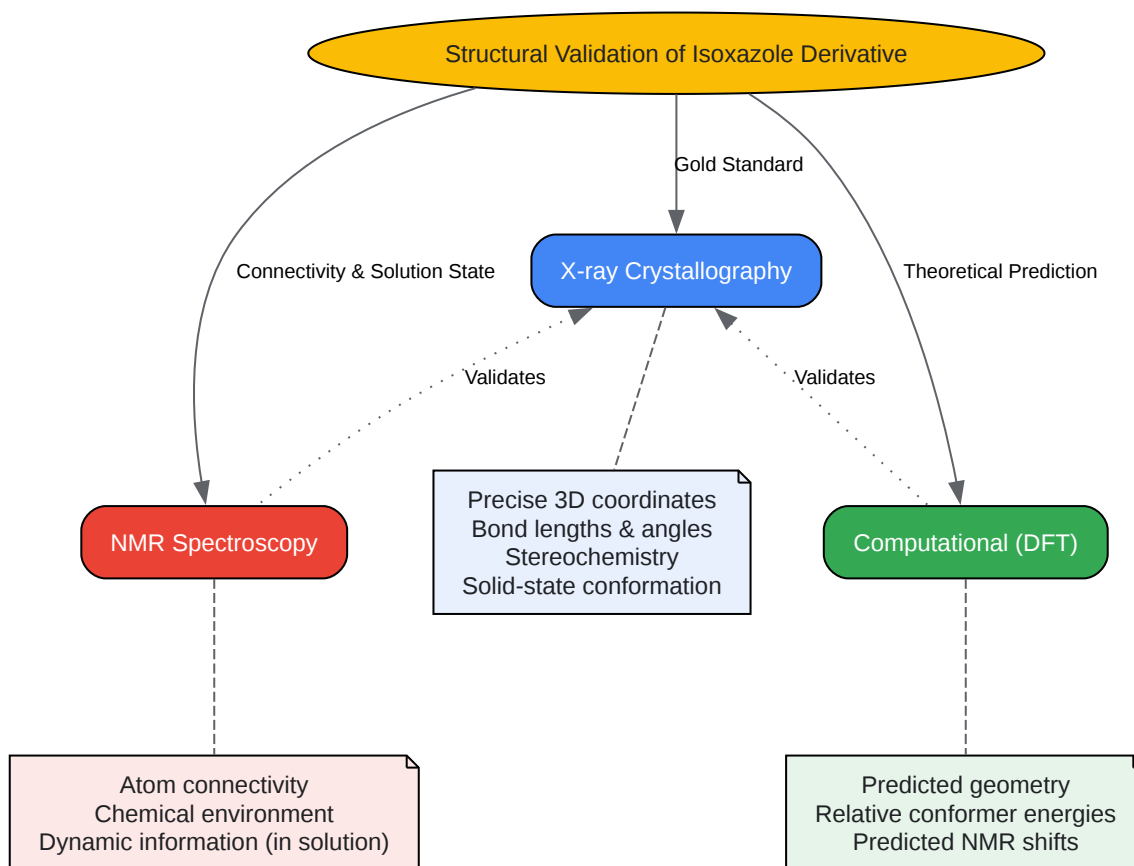 Structural Validation of Isoxazole Derivative
Gold Standard
Connectivity & Solution State
X-ray Crystallography
Theoretical Prediction
Validates
Validates
Precise 3D coordinates
Bond lengths & angles
Stereochemistry
Solid-state conformation
NMR Spectroscopy
Computational (DFT)
Atom connectivity
Chemical environment
Dynamic information (in solution)
Predicted geometry
Relative conformer energies
Predicted NMR shifts